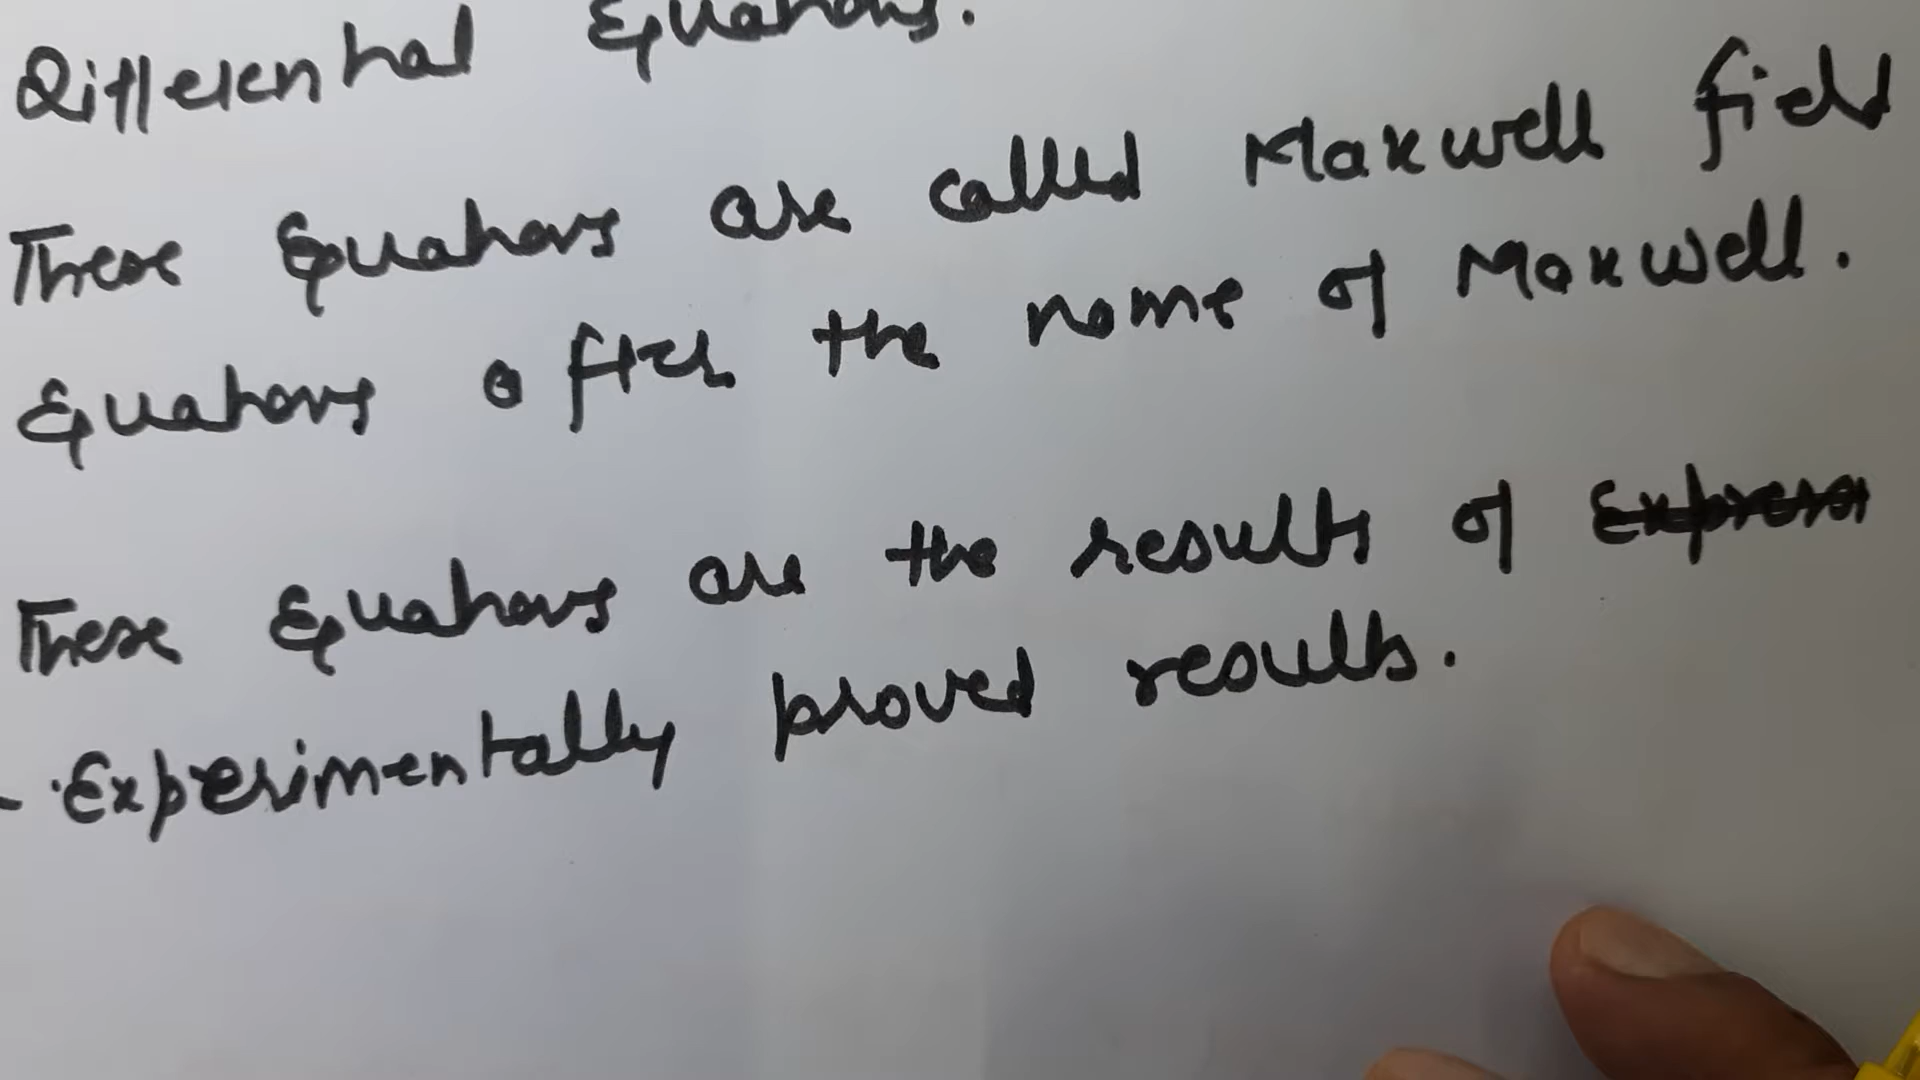 Differential Equations.
These Equations are called Maxwell field
Equations after the name of Maxwell.
These Equations are the results of
Experimentally proved results.